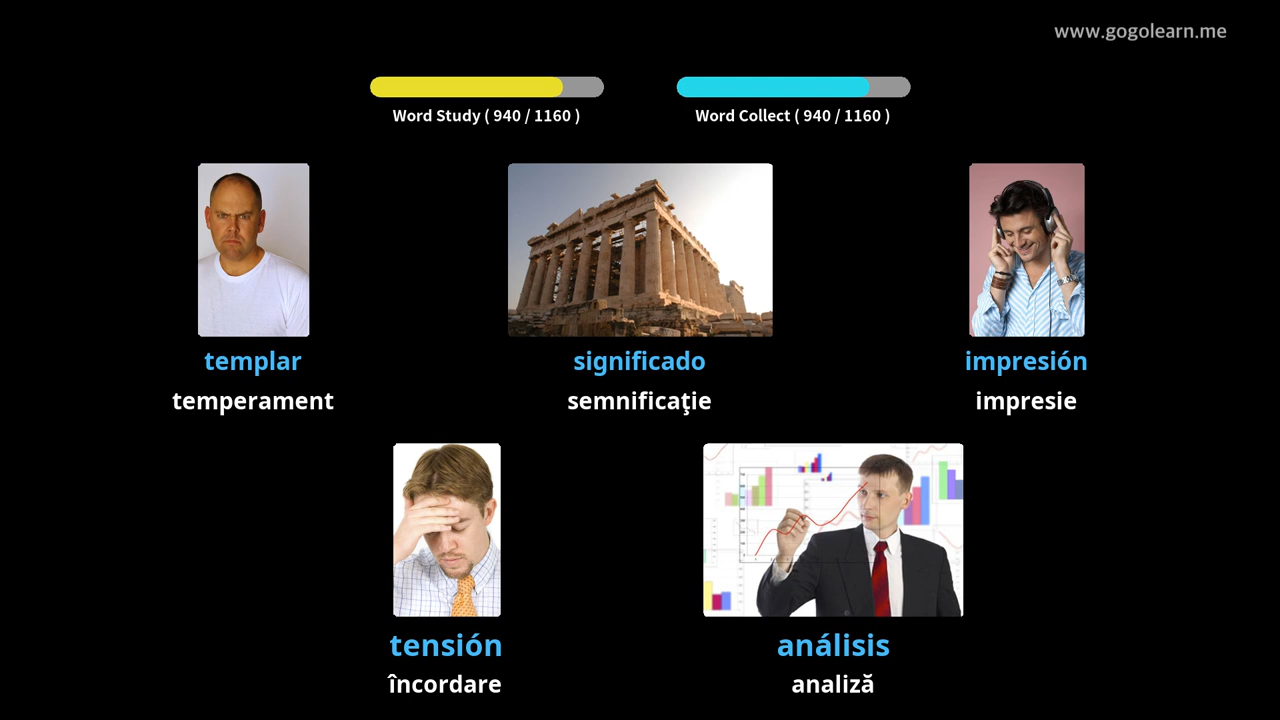 www.gogolearn.me
Word Study ( 940 / 1160 )
Word Collect ( 940 / 1160 )
templar
significado
impresión
temperament
semnificaţie
impresie
tensión
análisis
încordare
analiză